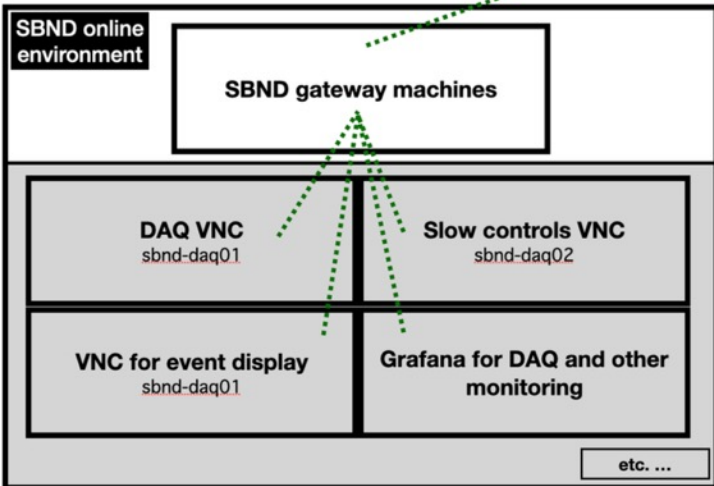 SBND online
environment
SBND gateway machines
DAQ VNC
sbnd-daq01
Slow controls VNC
sbnd-daq02
VNC for event display
sbnd-daq01
Grafana for DAQ and other
monitoring
etc. ...